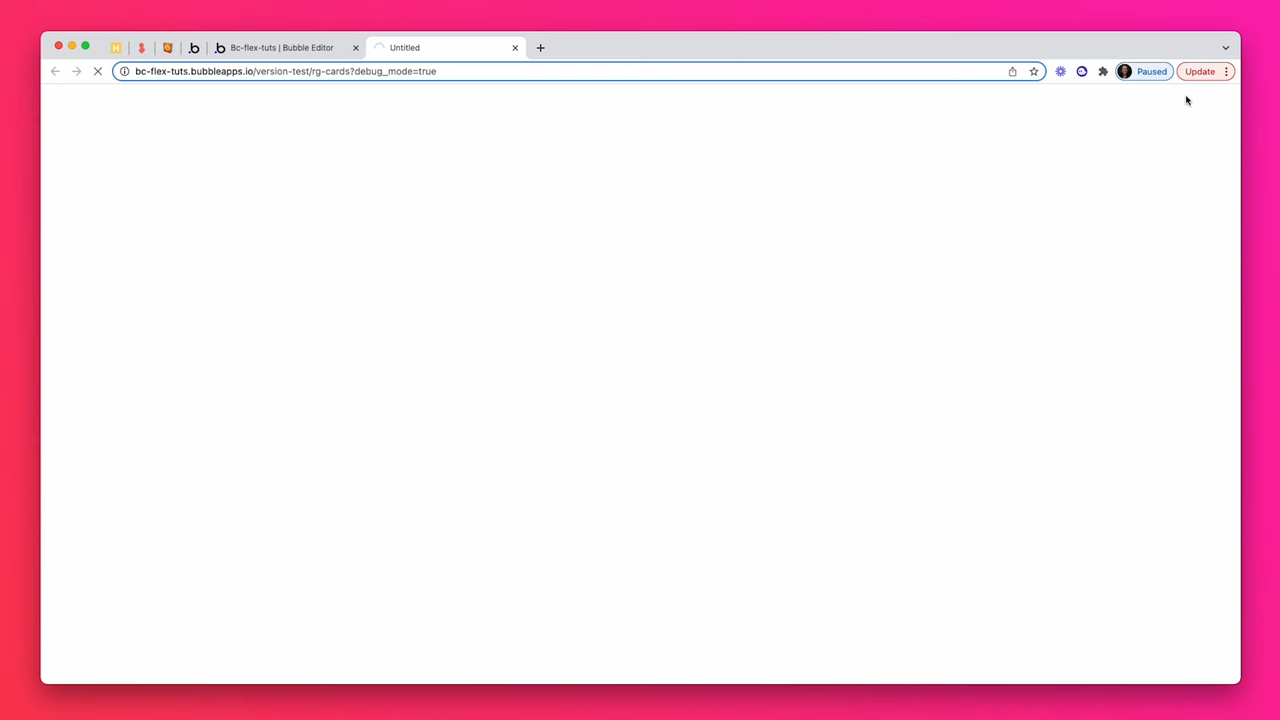 Bc-flex-tuts | Bubble Editor
Untitled
bc-flex-tuts.bubbleapps.io/version-test/rg-cards?debug_mode=true
Paused
Update